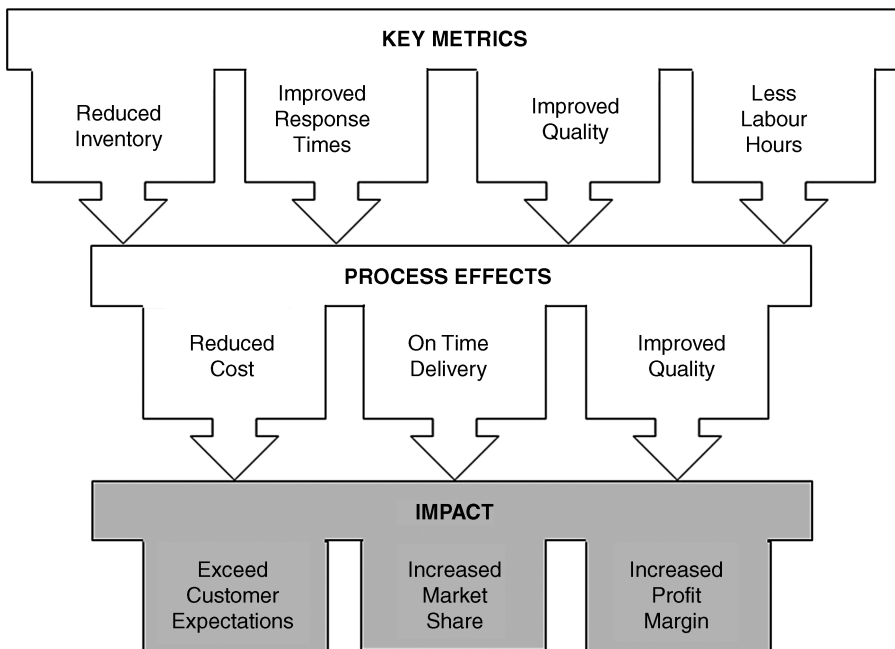 KEY METRICS
Reduced
Inventory
Improved
Response
Times
Improved
Quality
Less
Labour
Hours
PROCESS EFFECTS
Reduced
Cost
On Time
Delivery
Improved
Quality
IMPACT
Exceed
Customer
Expectations
Increased
Market
Share
Increased
Profit
Margin